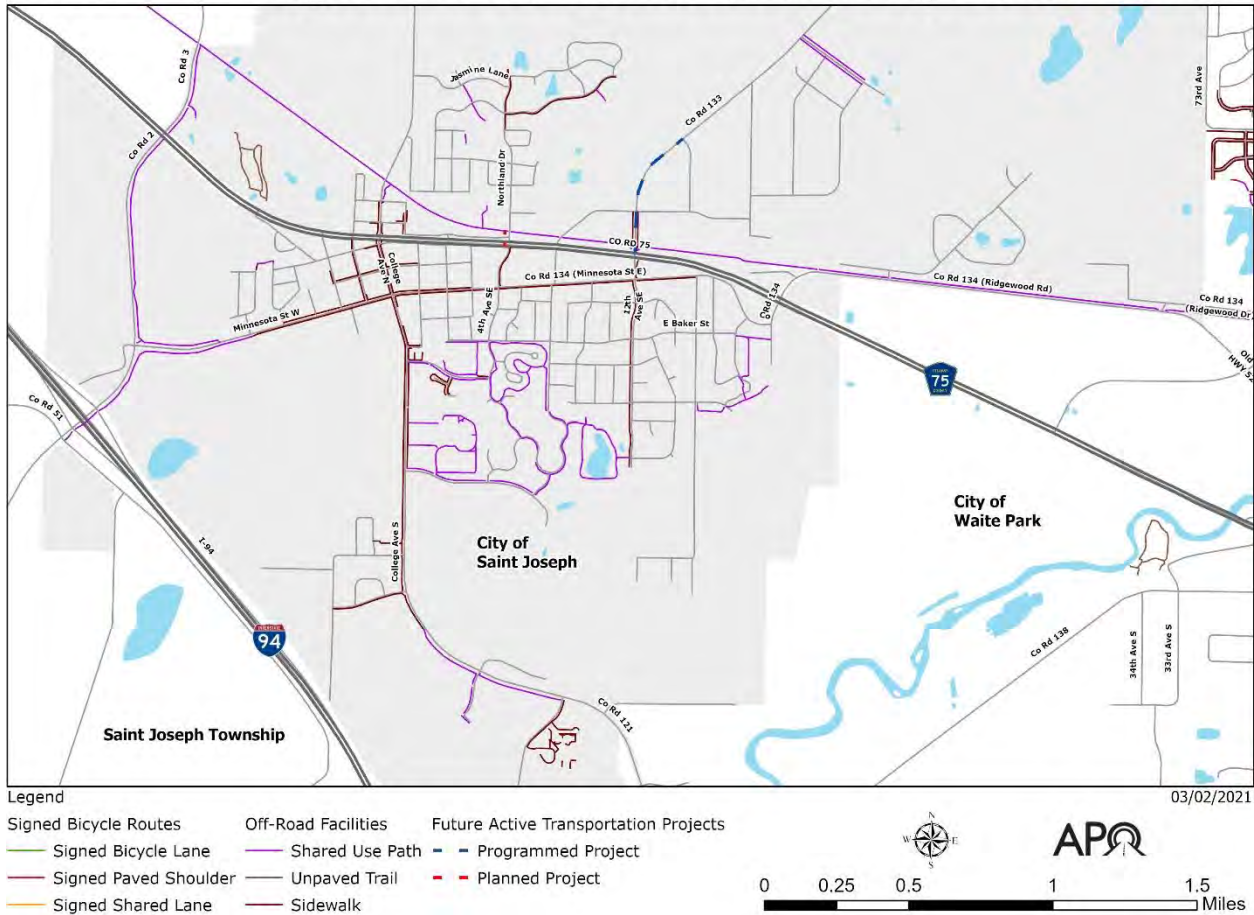 Co Rd 3
Jasmine Lane
73rd Ave
Co Rd 133
Co Rd 2
Northland Dr
CO RD 75
College
Ave N
Co Rd 134 (Minnesota St E)
Co Rd 134 (Ridgewood Rd)
Co Rd 134
(Ridgewood Dr)
Co Rd 134
Minnesota St W
4th Ave SE
12th
Ave SE
E Baker St
Old
HWY 52
75
Co Rd 51
City of
Waite Park
City of
Saint Joseph
I-94
College Ave S
94
Co Rd 138
34th Ave S
33rd Ave S
Co Rd 121
Saint Joseph Township
Legend
03/02/2021
Signed Bicycle Routes
Signed Bicycle Lane
Signed Paved Shoulder
Signed Shared Lane
Off-Road Facilities
Shared Use Path
Unpaved Trail
Sidewalk
Future Active Transportation Projects
Programmed Project
Planned Project
N
W E
S
APO
0 0.25 0.5 1 1.5
Miles